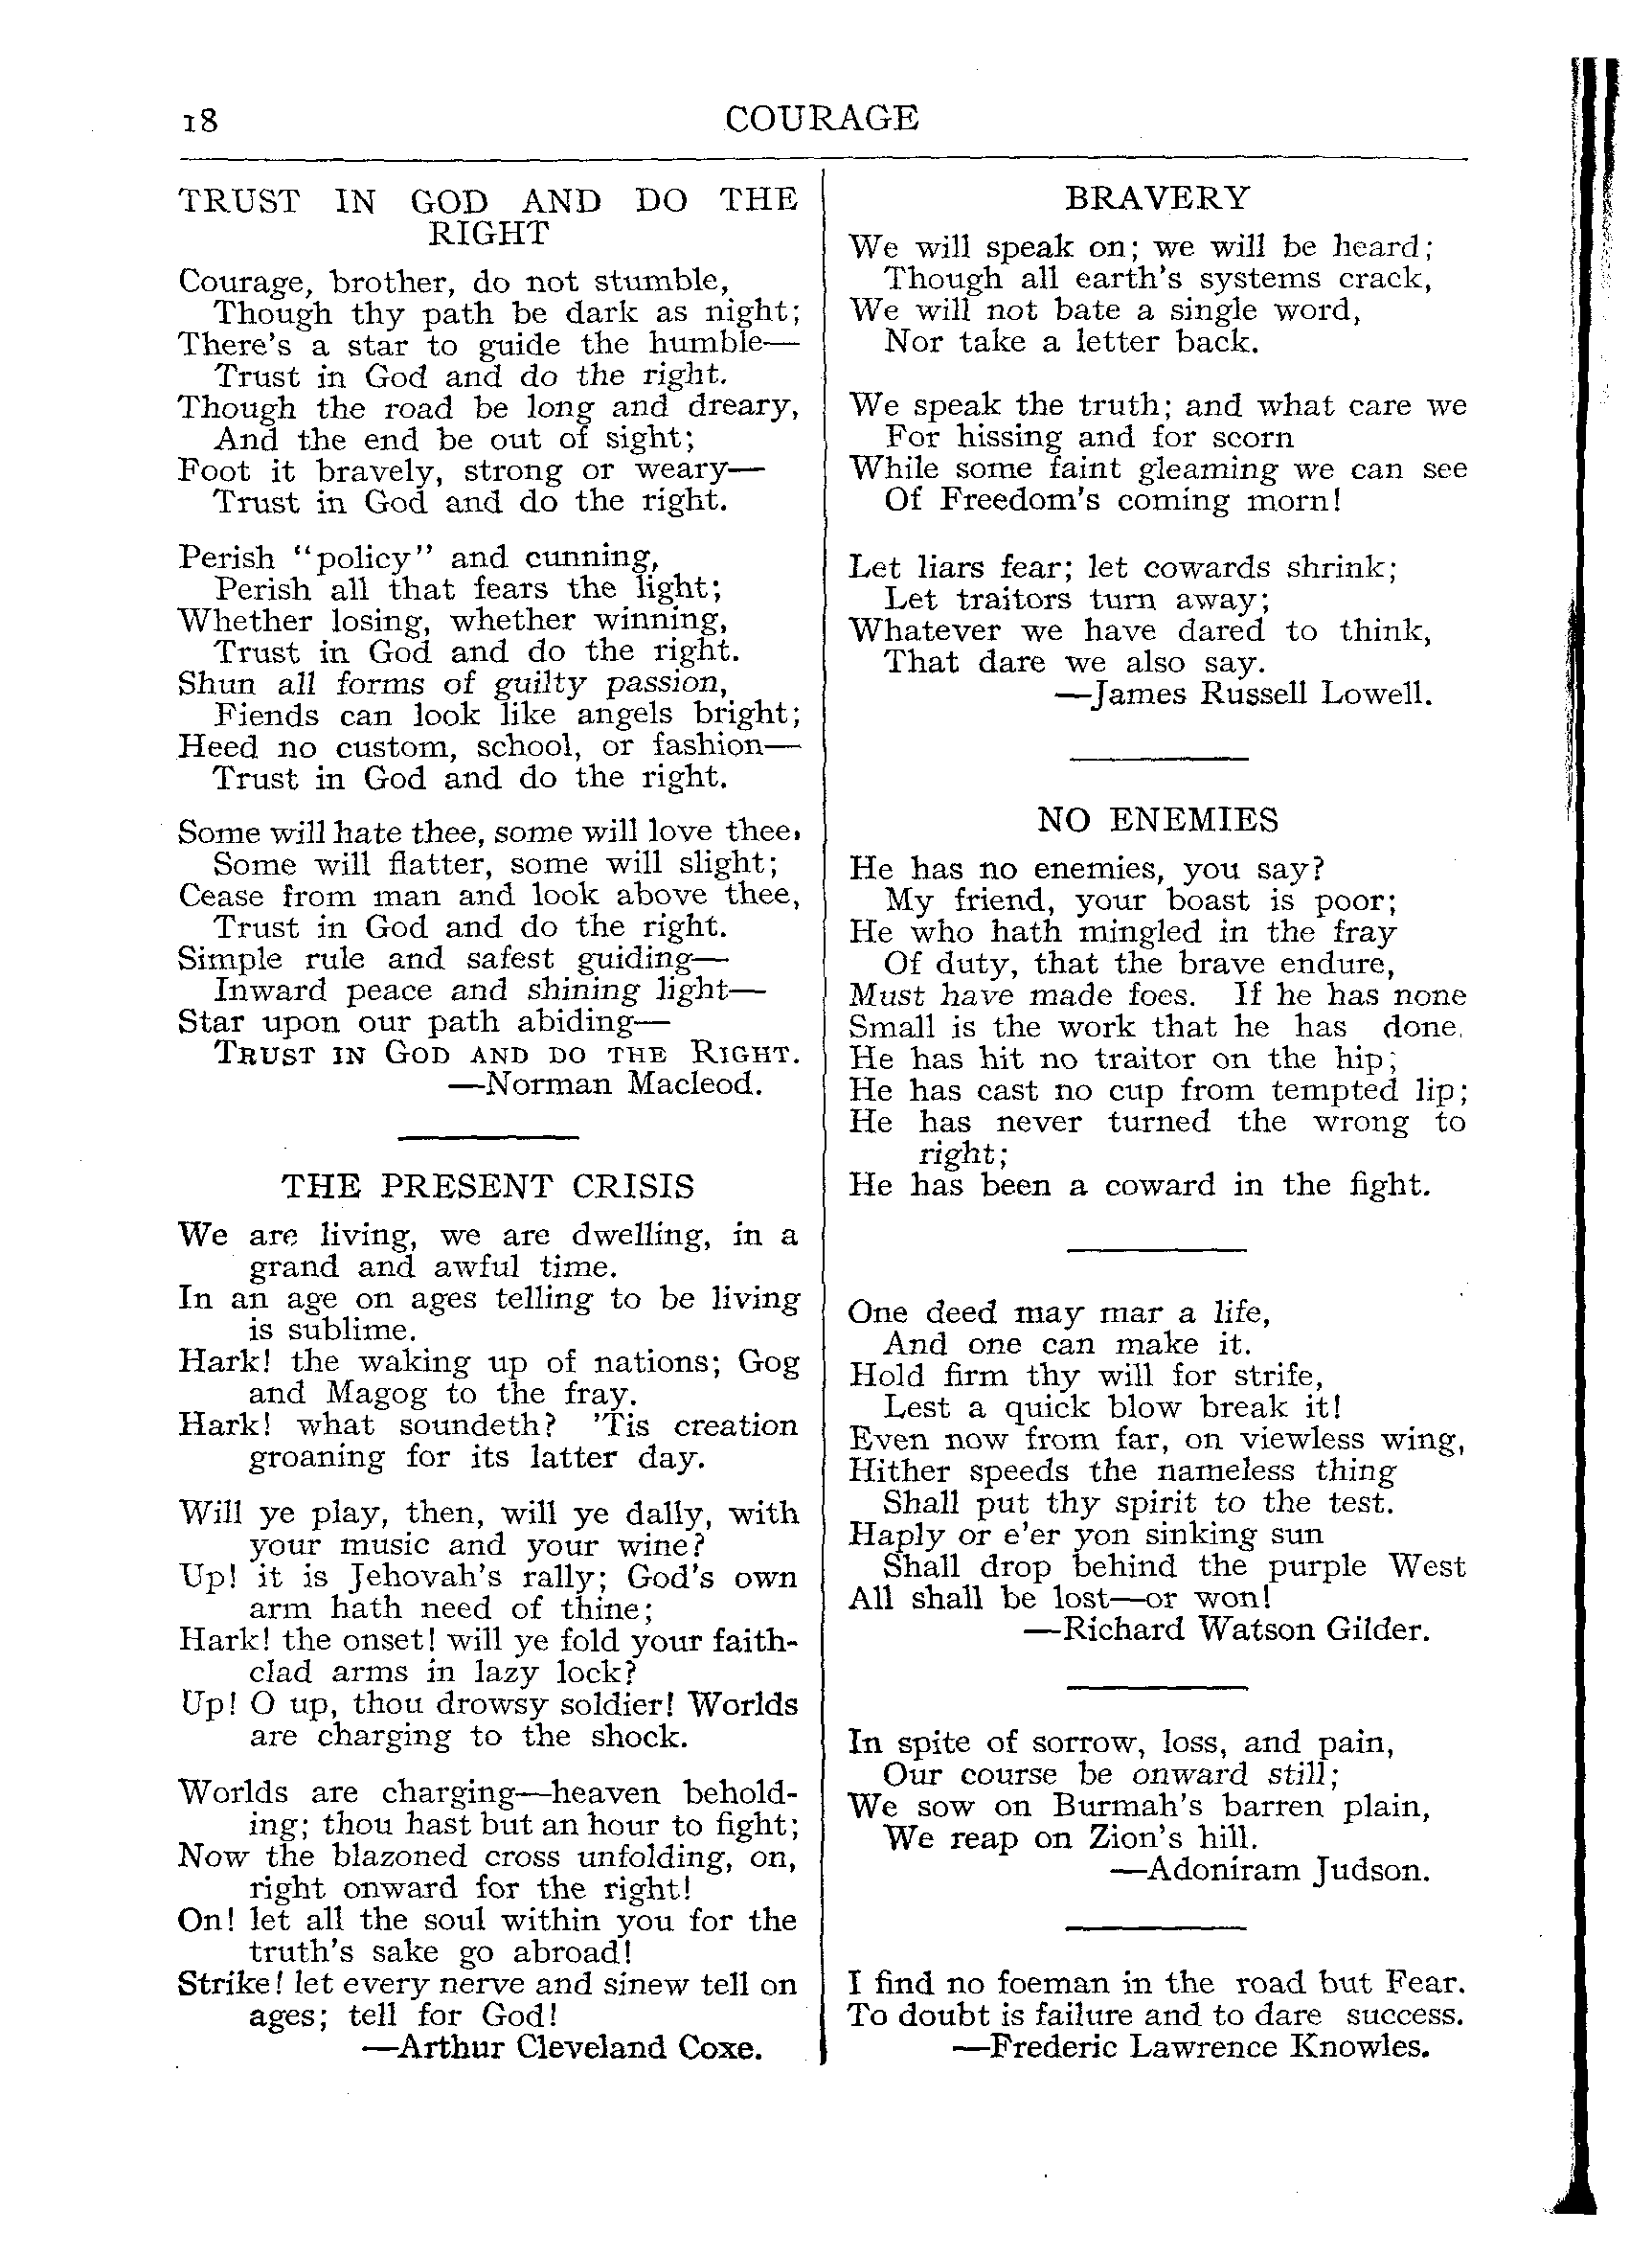 18
COURAGE
TRUST IN GOD AND DO THE
RIGHT
Courage, brother, do not stumble,
Though thy path be dark as night;
There's a star to guide the humble—
Trust in God and do the right.
Though the road be long and dreary,
And the end be out of sight;
Foot it bravely, strong or weary—
Trust in God and do the right.
Perish "policy" and cunning,
Perish all that fears the light;
Whether losing, whether winning,
Trust in God and do the right.
Shun all forms of guilty passion,
Fiends can look like angels bright;
Heed no custom, school, or fashion—
Trust in God and do the right.
Some will hate thee, some will love thee,
Some will flatter, some will slight;
Cease from man and look above thee,
Trust in God and do the right.
Simple rule and safest guiding—
Inward peace and shining light—
Star upon our path abiding—
TRUST IN GOD AND DO THE RIGHT.
—Norman Macleod.
THE PRESENT CRISIS
We are living, we are dwelling, in a
grand and awful time.
In an age on ages telling to be living
is sublime.
Hark! the waking up of nations; Gog
and Magog to the fray.
Hark! what soundeth? 'Tis creation
groaning for its latter day.
Will ye play, then, will ye dally, with
your music and your wine?
Up! it is Jehovah's rally; God's own
arm hath need of thine;
Hark! the onset! will ye fold your faith-
clad arms in lazy lock?
Up! O up, thou drowsy soldier! Worlds
are charging to the shock.
Worlds are charging—heaven behold-
ing; thou hast but an hour to fight;
Now the blazoned cross unfolding, on,
right onward for the right!
On! let all the soul within you for the
truth's sake go abroad!
Strike! let every nerve and sinew tell on
ages; tell for God!
—Arthur Cleveland Coxe.
BRAVERY
We will speak on; we will be heard;
Though all earth's systems crack,
We will not bate a single word,
Nor take a letter back.
We speak the truth; and what care we
For hissing and for scorn
While some faint gleaming we can see
Of Freedom's coming morn!
Let liars fear; let cowards shrink;
Let traitors turn away;
Whatever we have dared to think,
That dare we also say.
—James Russell Lowell.
NO ENEMIES
He has no enemies, you say?
My friend, your boast is poor;
He who hath mingled in the fray
Of duty, that the brave endure,
Must have made foes. If he has none
Small is the work that he has done.
He has hit no traitor on the hip;
He has cast no cup from tempted lip;
He has never turned the wrong to
right;
He has been a coward in the fight.
One deed may mar a life,
And one can make it.
Hold firm thy will for strife,
Lest a quick blow break it!
Even now from far, on viewless wing,
Hither speeds the nameless thing
Shall put thy spirit to the test.
Haply or e'er yon sinking sun
Shall drop behind the purple West
All shall be lost—or won!
—Richard Watson Gilder.
In spite of sorrow, loss, and pain,
Our course be onward still;
We sow on Burmah's barren plain,
We reap on Zion's hill.
—Adoniram Judson.
I find no foeman in the road but Fear.
To doubt is failure and to dare success.
—Frederic Lawrence Knowles.